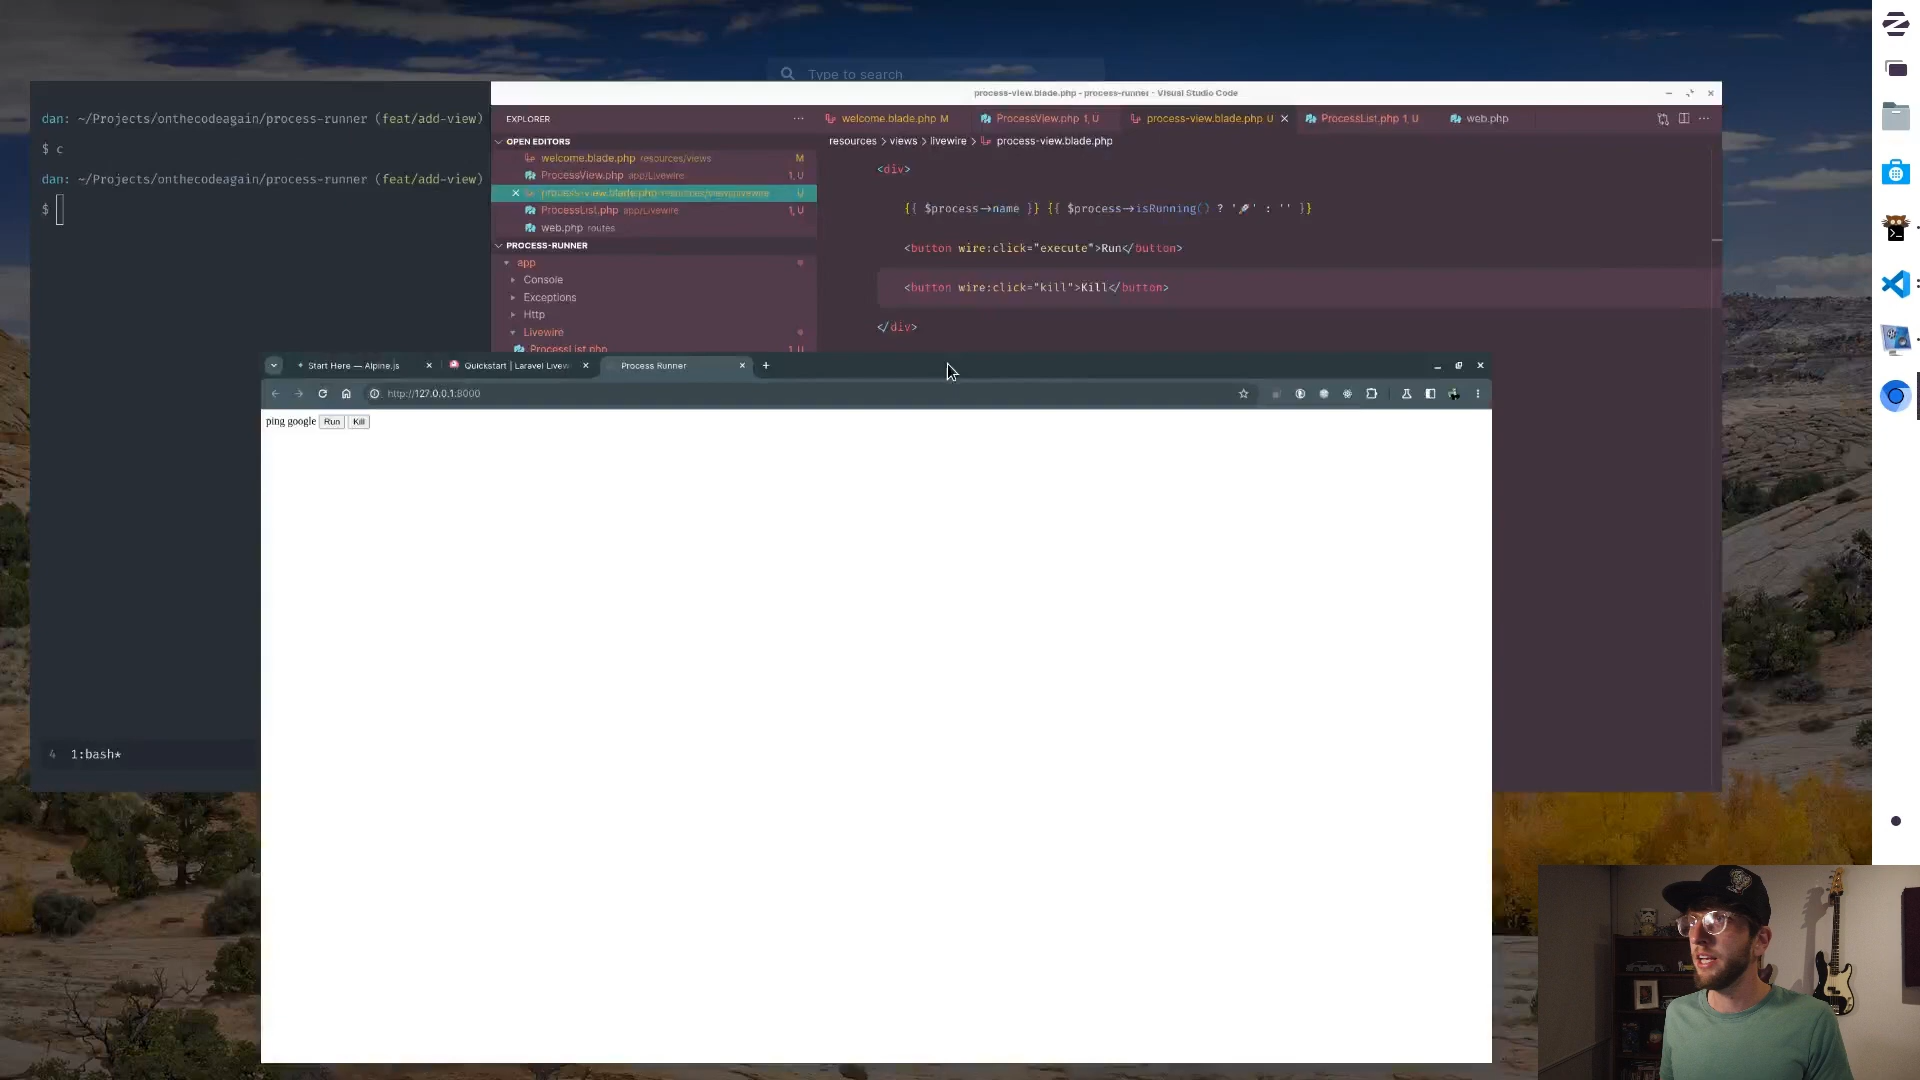 Type to search
dan: ~/Projects/onthecodeagain/process-runner (feat/add-view)
$ c
dan: ~/Projects/onthecodeagain/process-runner (feat/add-view)
$
4 1:bash*
process-view.blade.php - process-runner - Visual Studio Code
EXPLORER
OPEN EDITORS
welcome.blade.php resources/views M
ProcessView.php app/Livewire 1, U
process-view.blade.php resources/views/livewire U
ProcessList.php app/Livewire 1, U
web.php routes
PROCESS-RUNNER
app
Console
Exceptions
Http
Livewire
ProcessList.php 1, U
welcome.blade.php M
ProcessView.php 1, U
process-view.blade.php U
ProcessList.php 1, U
web.php
resources > views > livewire > process-view.blade.php
<div>
{{ $process->name }} {{ $process->isRunning() ? '🚀' : '' }}
<button wire:click="execute">Run</button>
<button wire:click="kill">Kill</button>
</div>
Start Here — Alpine.js
Quickstart | Laravel Livew
Process Runner
http://127.0.0.1:8000
ping google Run Kill